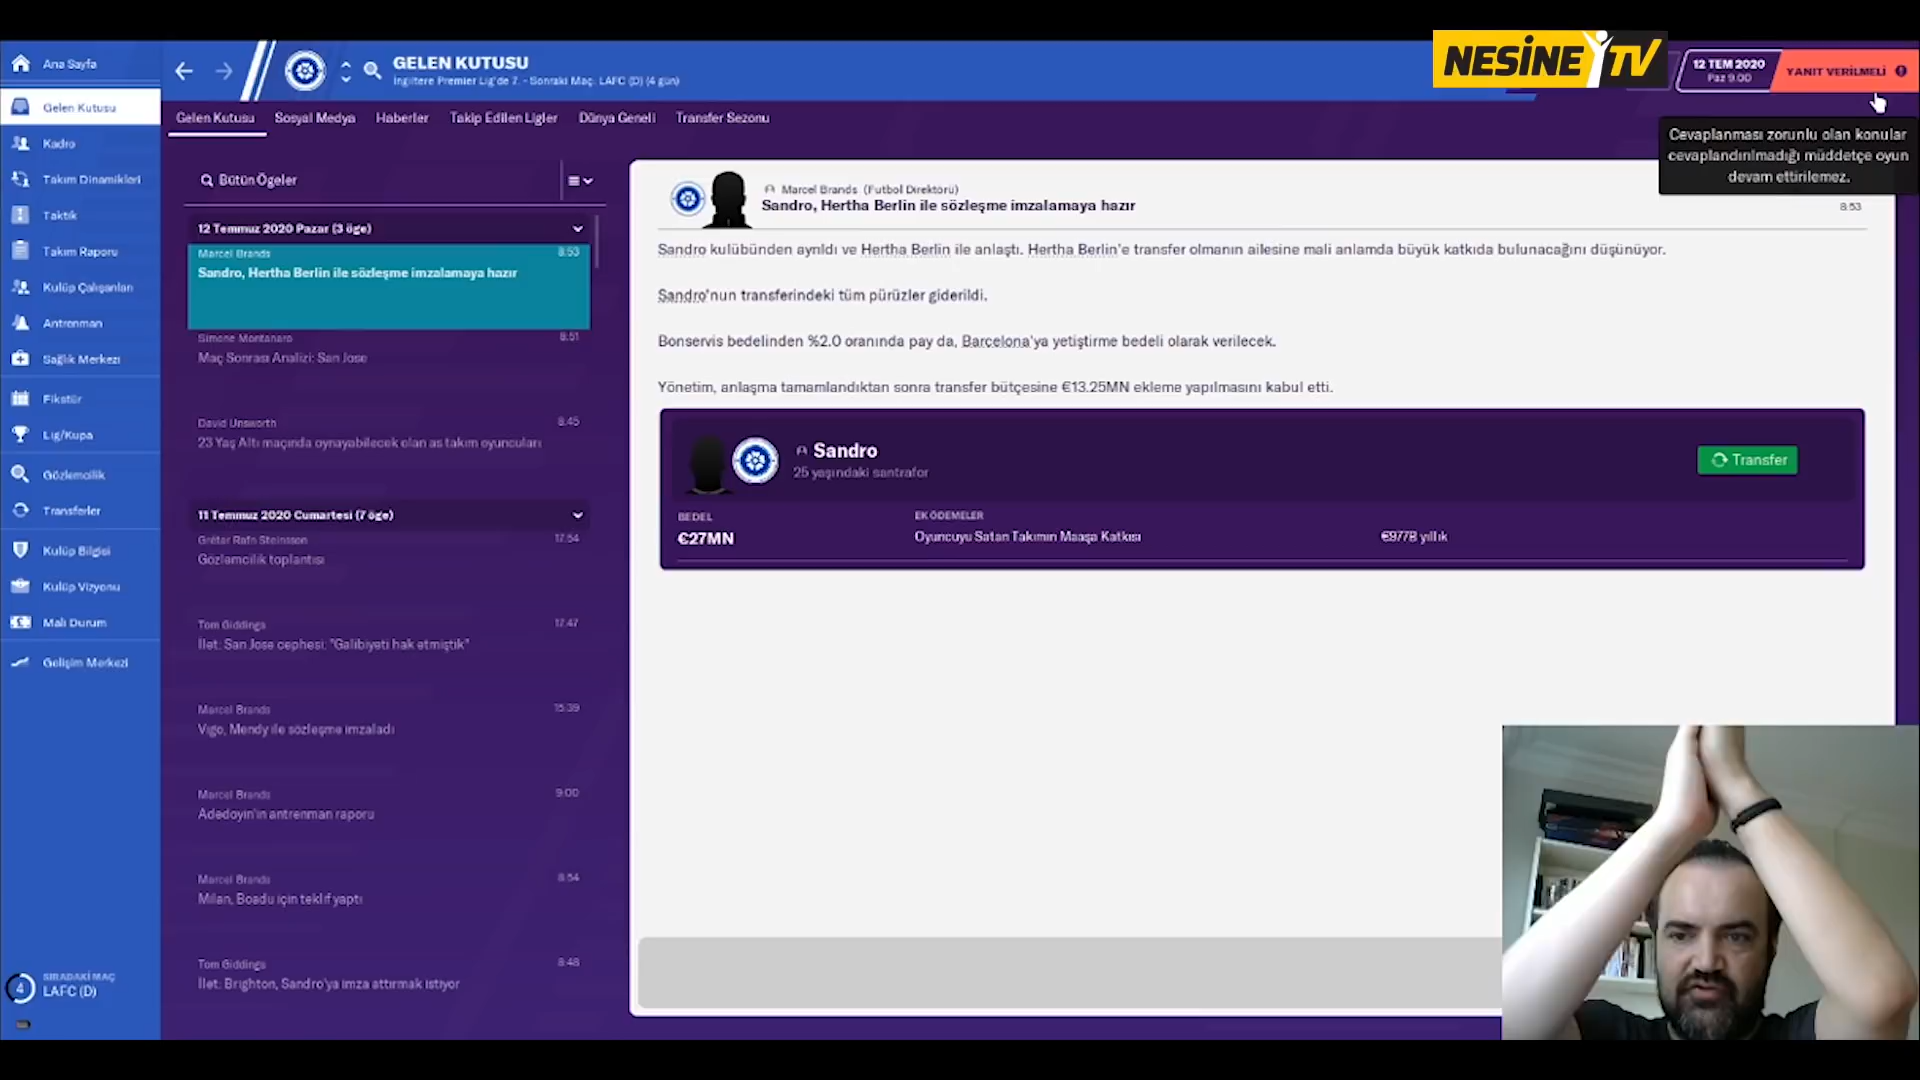 NESİNE TV
Ana Sayfa
Gelen Kutusu
Kadro
Takım Dinamikleri
Taktik
Takım Raporu
Kulüp Çalışanları
Antrenman
Sağlık Merkezi
Fikstür
Lig/Kupa
Gözlemcilik
Transferler
Kulüp Bilgisi
Kulüp Vizyonu
Mali Durum
Gelişim Merkezi
4
SIRADAKİ MAÇ
LAFC (D)
GELEN KUTUSU
İngiltere Premier Lig'de 7. - Sonraki Maç: LAFC (D) (4 gün)
12 TEM 2020
Paz 9.00
YANIT VERİLMELİ
Cevaplanması zorunlu olan konular
cevaplandırılmadığı müddetçe oyun
devam ettirilemez.
Gelen Kutusu Sosyal Medya Haberler Takip Edilen Ligler Dünya Geneli Transfer Sezonu
Bütün Ögeler
12 Temmuz 2020 Pazar (3 öge)
Marcel Brands 8:53
Sandro, Hertha Berlin ile sözleşme imzalamaya hazır
Simone Montanaro 8:51
Maç Sonrası Analizi: San Jose
David Unsworth 8:45
23 Yaş Altı maçında oynayabilecek olan as takım oyuncuları
11 Temmuz 2020 Cumartesi (7 öge)
Grétar Rafn Steinsson 17:54
Gözlemcilik toplantısı
Tom Giddings 17:47
İlet: San Jose cephesi: "Galibiyeti hak etmiştik"
Marcel Brands 15:39
Vigo, Mendy ile sözleşme imzaladı
Marcel Brands 9:00
Adedoyin'in antrenman raporu
Marcel Brands 8:54
Milan, Boadu için teklif yaptı
Tom Giddings 8:48
İlet: Brighton, Sandro'ya imza attırmak istiyor
Marcel Brands (Futbol Direktörü)
Sandro, Hertha Berlin ile sözleşme imzalamaya hazır
8:53
Sandro kulübünden ayrıldı ve Hertha Berlin ile anlaştı. Hertha Berlin'e transfer olmanın ailesine mali anlamda büyük katkıda bulunacağını düşünüyor.
Sandro'nun transferindeki tüm pürüzler giderildi.
Bonservis bedelinden %2.0 oranında pay da, Barcelona'ya yetiştirme bedeli olarak verilecek.
Yönetim, anlaşma tamamlandıktan sonra transfer bütçesine €13.25MN ekleme yapılmasını kabul etti.
Sandro
25 yaşındaki santrafor
Transfer
BEDEL
€27MN
EK ÖDEMELER
Oyuncuyu Satan Takımın Maaşa Katkısı €977B yıllık